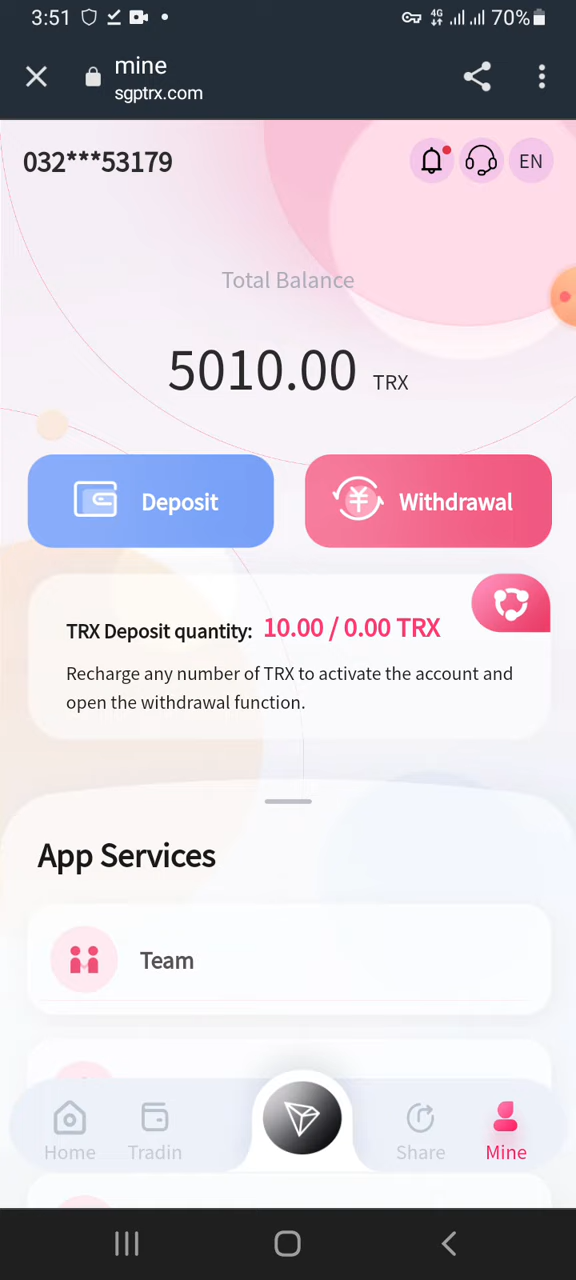 3:51
4G
70%
mine
sgptrx.com
032***53179
EN
Total Balance
5010.00 TRX
Deposit
¥
Withdrawal
TRX Deposit quantity: 10.00 / 0.00 TRX
Recharge any number of TRX to activate the account and
open the withdrawal function.
App Services
Team
Home
Tradin
Share
Mine